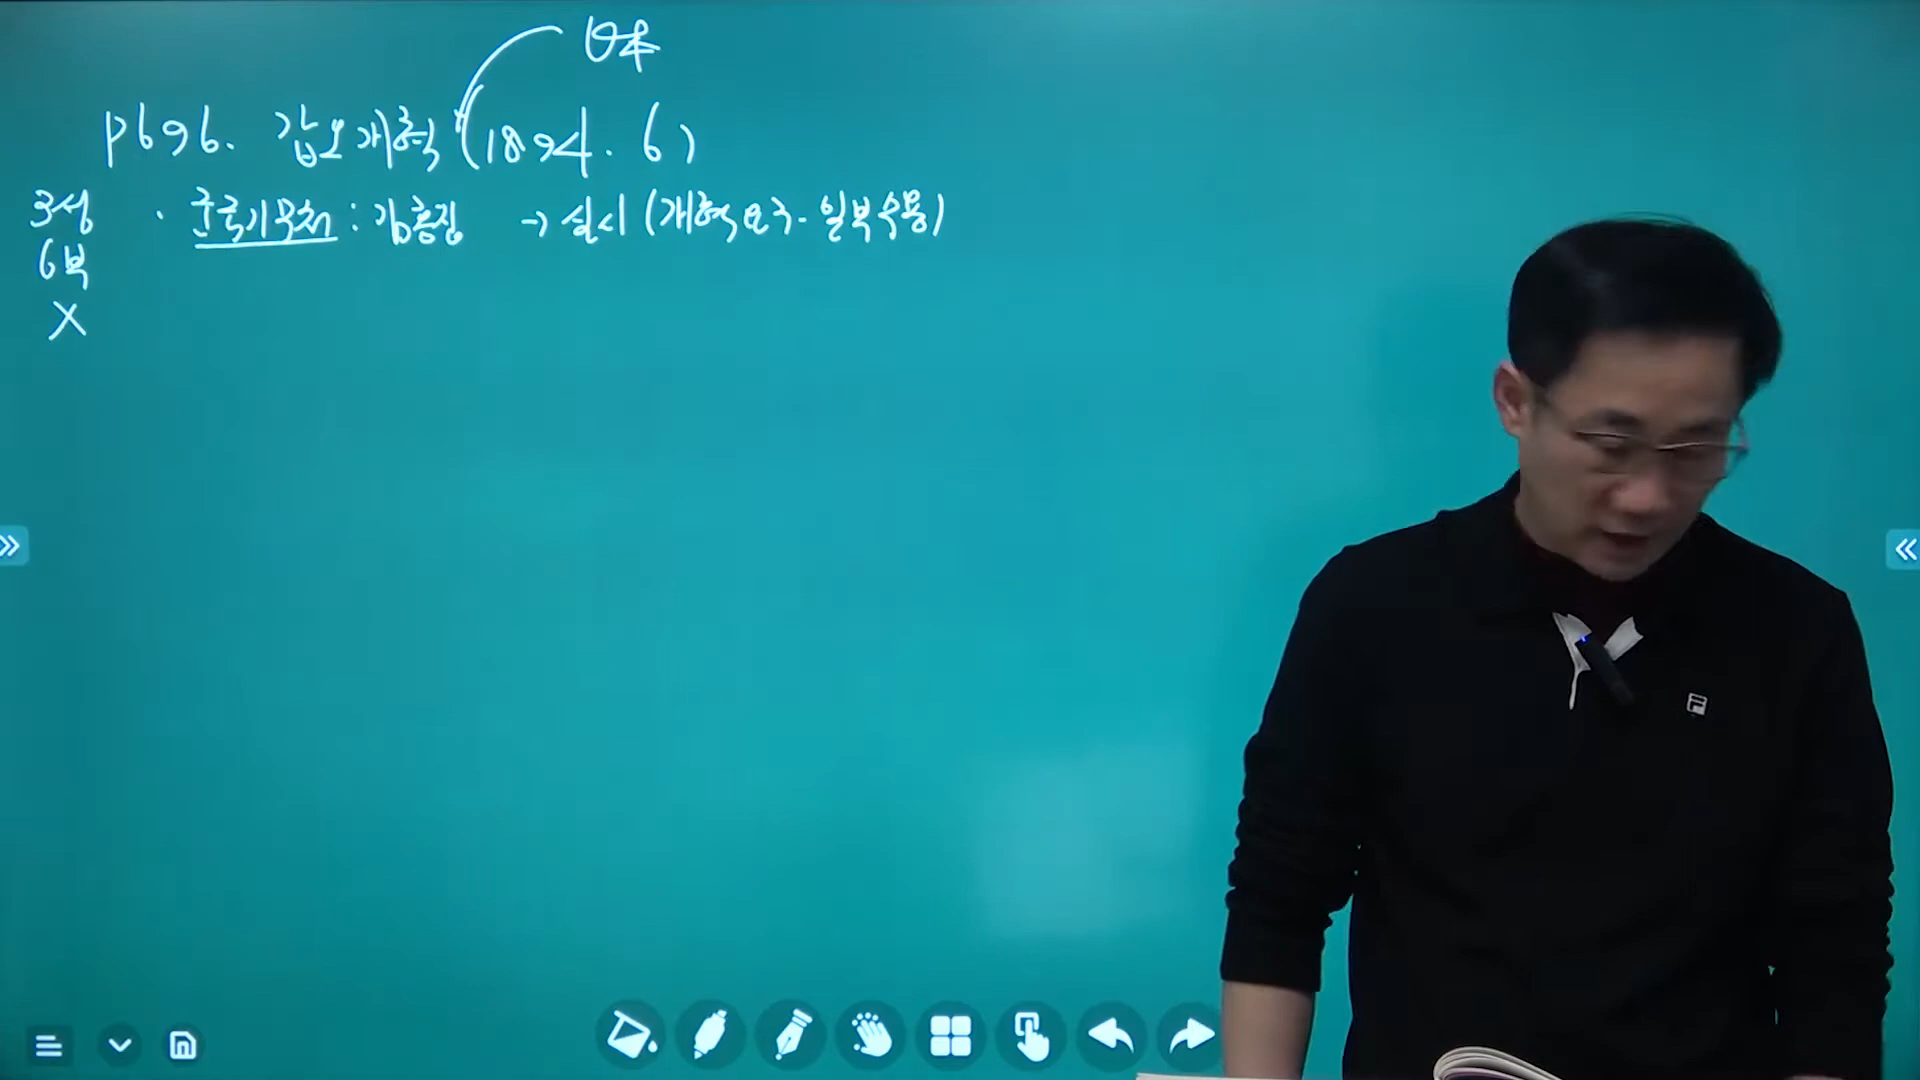 日本
P696. 갑오개혁 (1894. 6)
3성 · 군국기무처 : 김홍집 → 실시 (개혁요구 - 일부수용)
6부
X